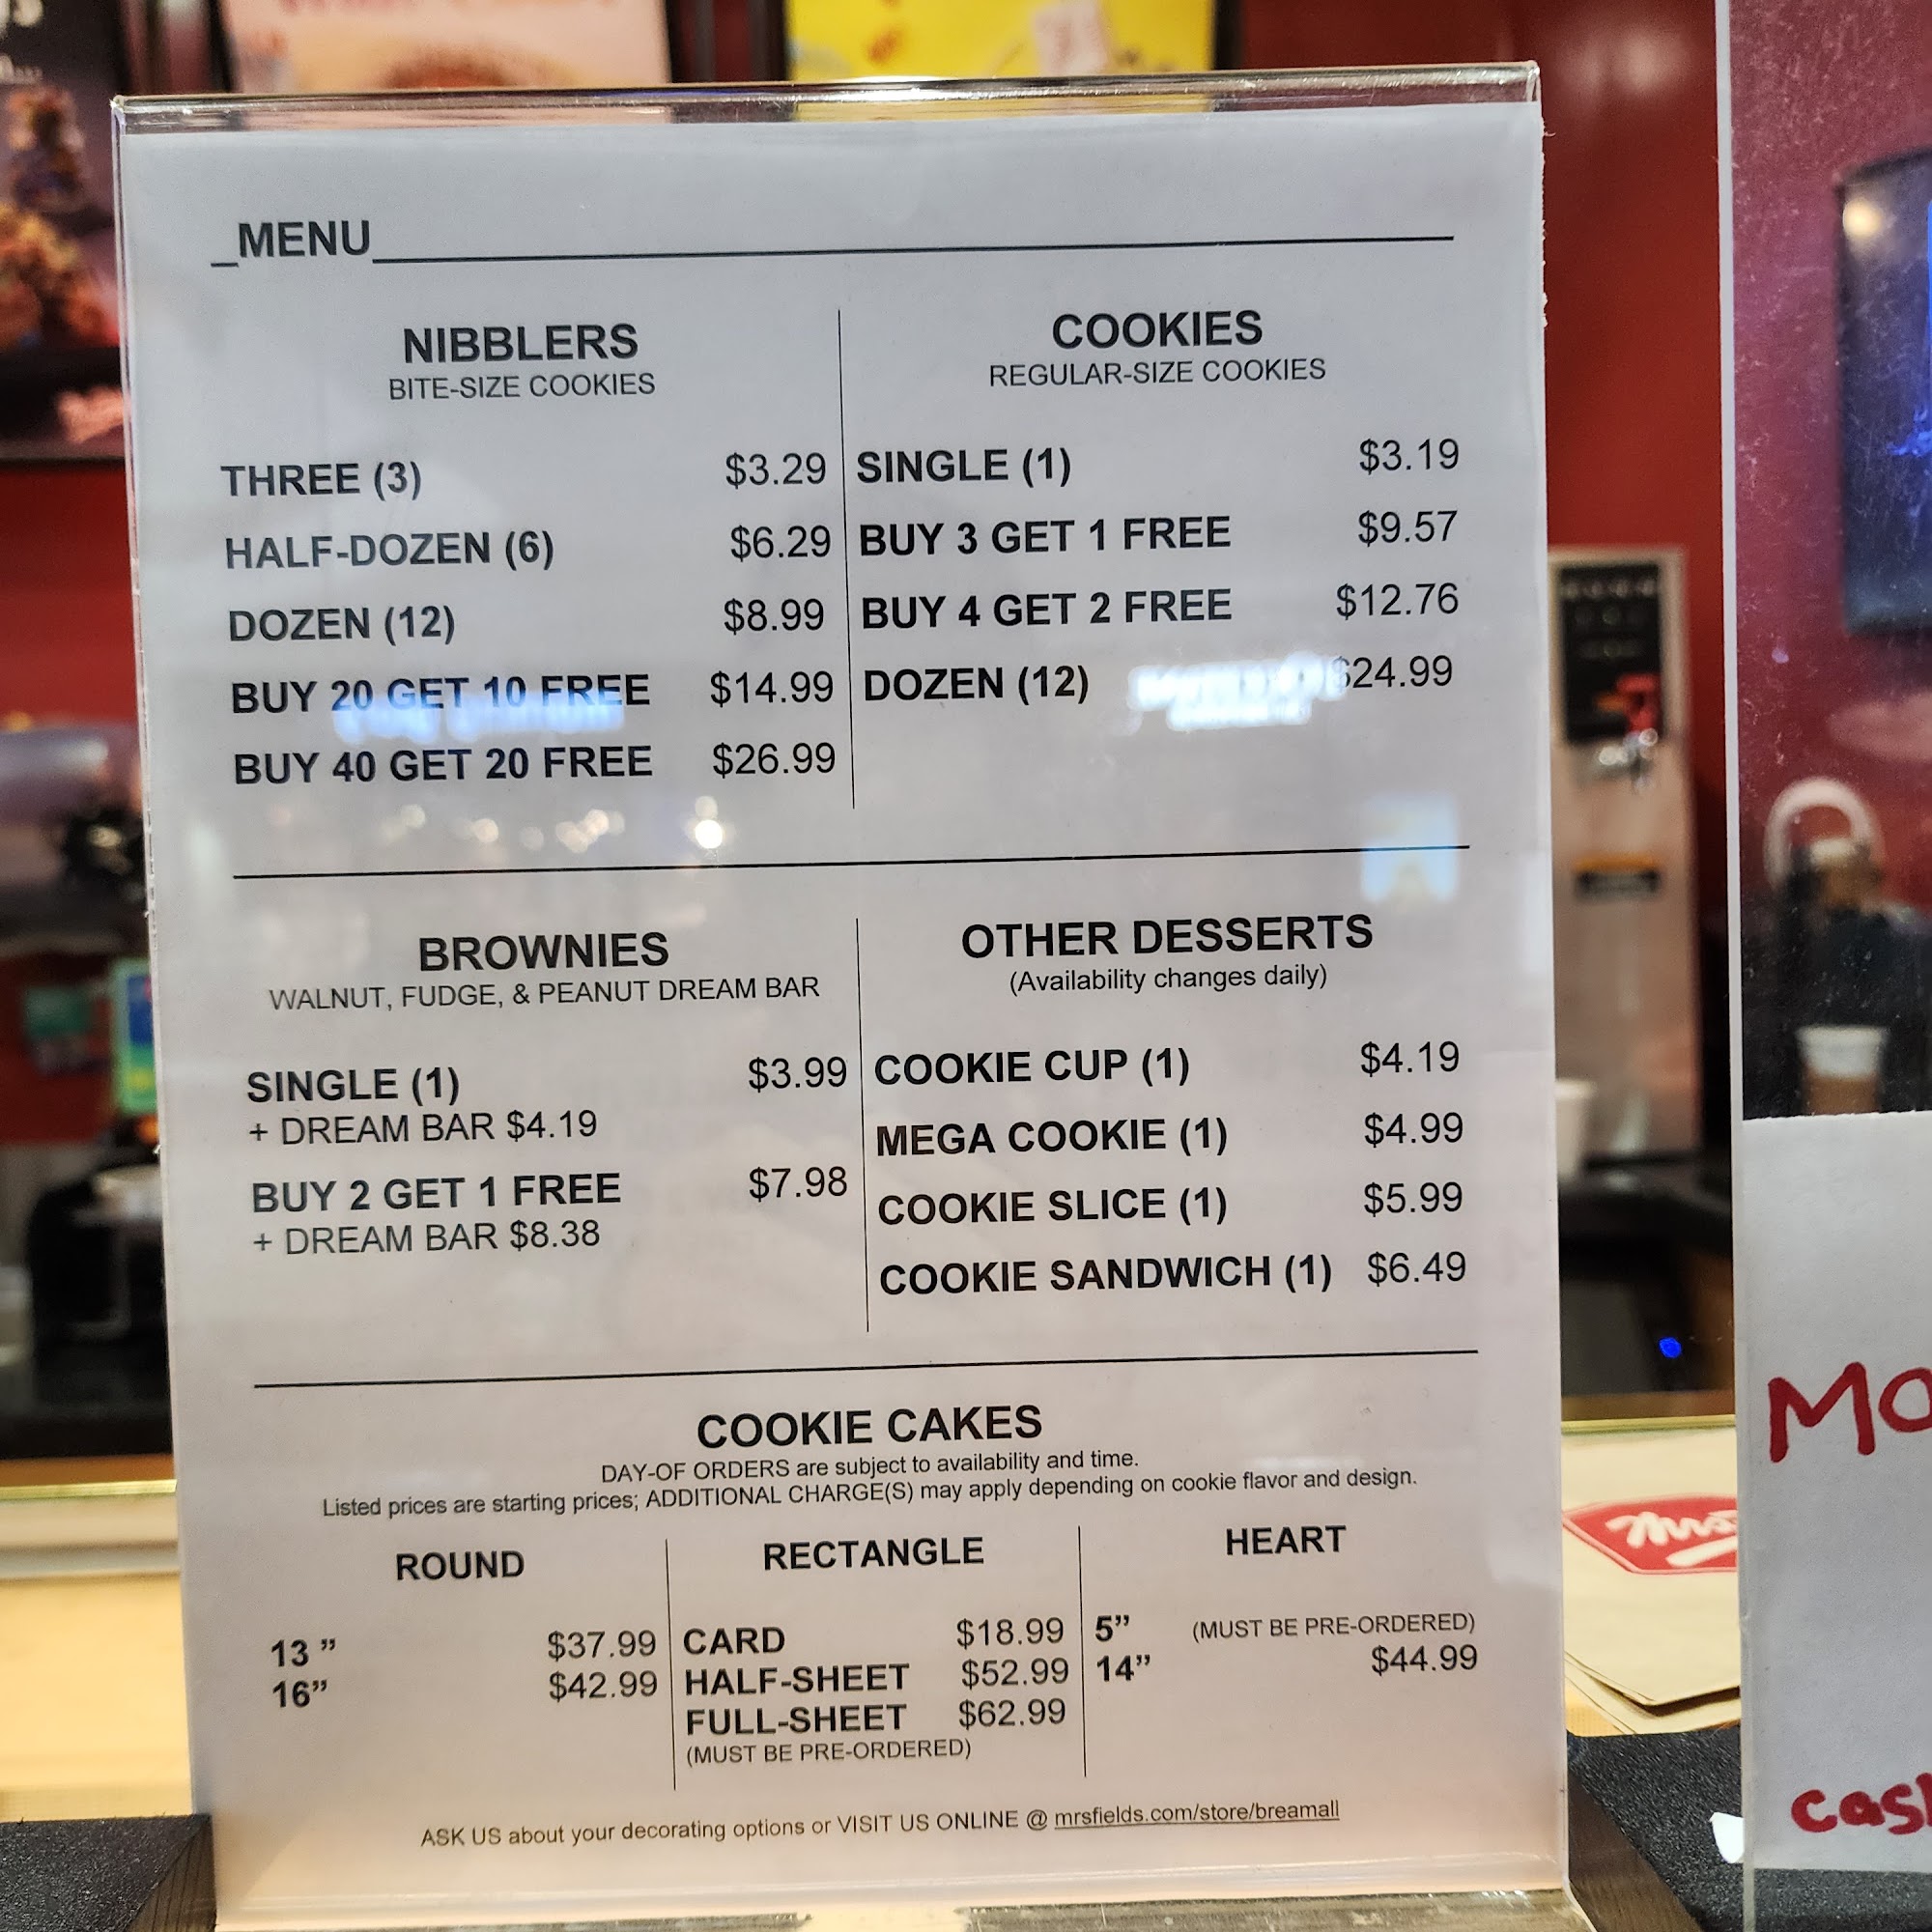 _MENU
NIBBLERS
BITE-SIZE COOKIES
THREE (3) $3.29
HALF-DOZEN (6) $6.29
DOZEN (12) $8.99
BUY 20 GET 10 FREE $14.99
BUY 40 GET 20 FREE $26.99
COOKIES
REGULAR-SIZE COOKIES
SINGLE (1) $3.19
BUY 3 GET 1 FREE $9.57
BUY 4 GET 2 FREE $12.76
DOZEN (12) $24.99
BROWNIES
WALNUT, FUDGE, & PEANUT DREAM BAR
SINGLE (1) $3.99
+ DREAM BAR $4.19
BUY 2 GET 1 FREE $7.98
+ DREAM BAR $8.38
OTHER DESSERTS
(Availability changes daily)
COOKIE CUP (1) $4.19
MEGA COOKIE (1) $4.99
COOKIE SLICE (1) $5.99
COOKIE SANDWICH (1) $6.49
COOKIE CAKES
DAY-OF ORDERS are subject to availability and time.
Listed prices are starting prices; ADDITIONAL CHARGE(S) may apply depending on cookie flavor and design.
ROUND
13 " $37.99
16" $42.99
RECTANGLE
CARD $18.99
HALF-SHEET $52.99
FULL-SHEET $62.99
(MUST BE PRE-ORDERED)
HEART
5" (MUST BE PRE-ORDERED)
14" $44.99
ASK US about your decorating options or VISIT US ONLINE @ mrsfields.com/store/breamall
Mrs
MO
cas